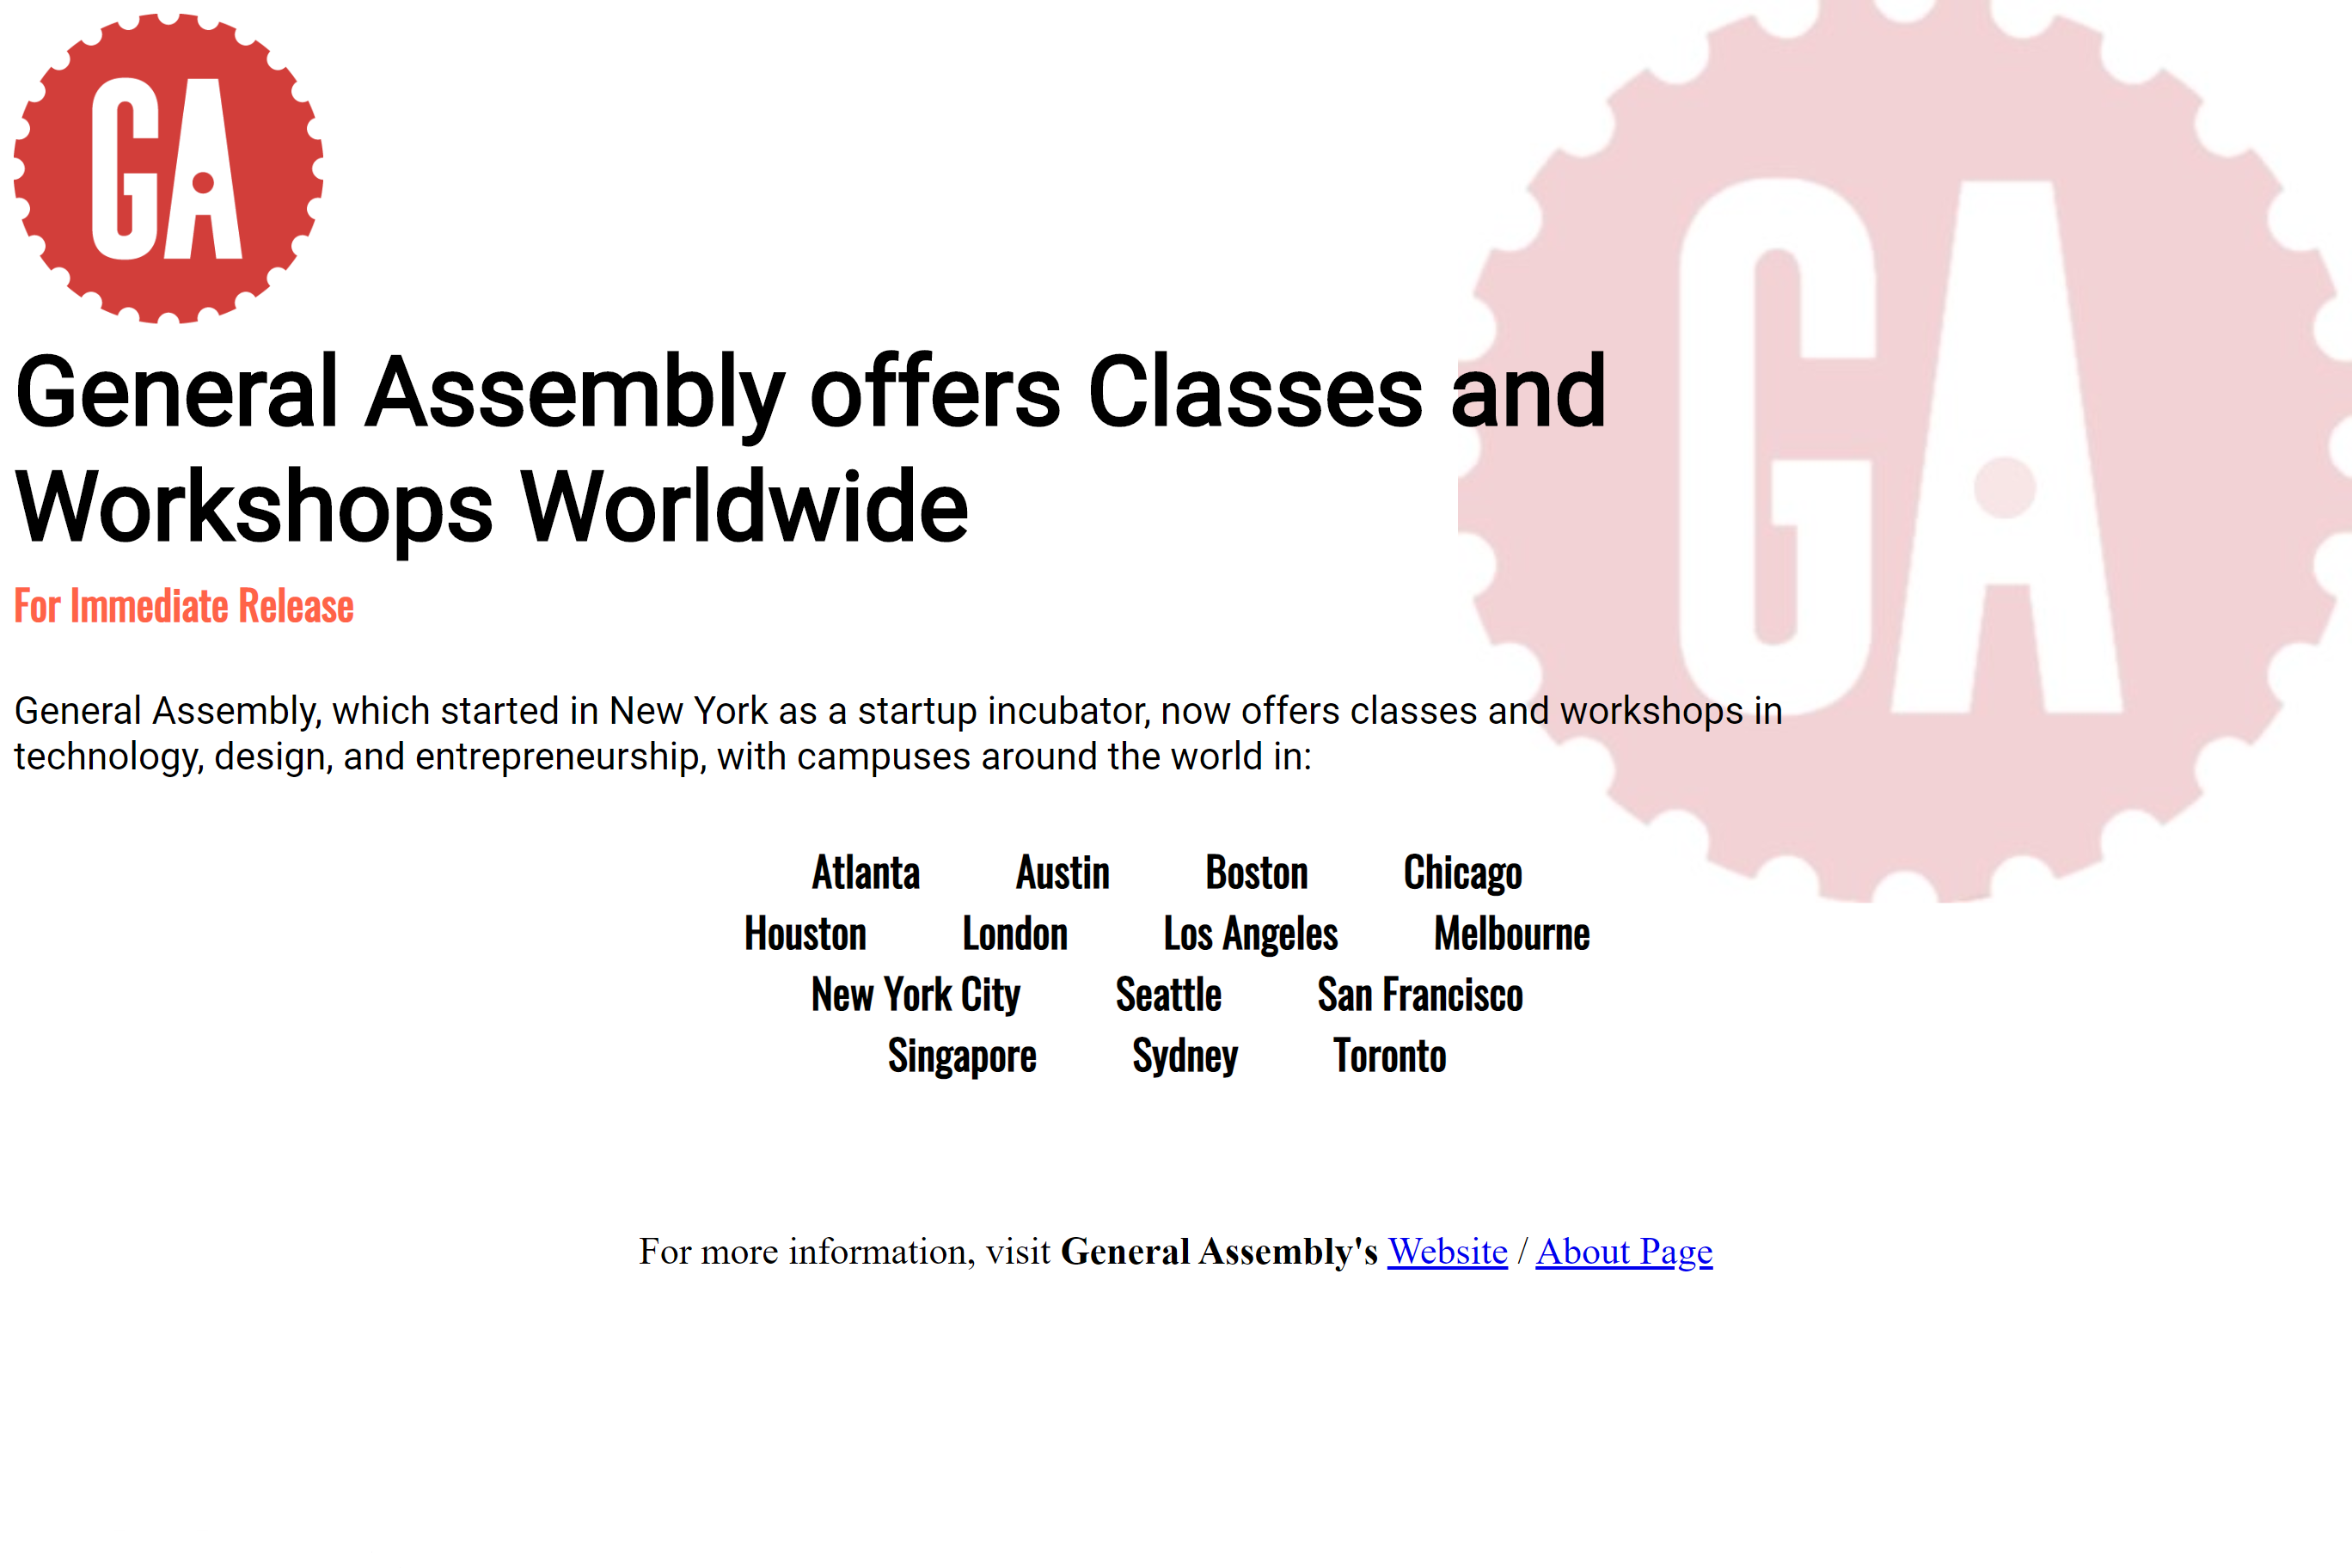 GA
GA
General Assembly offers Classes and
Workshops Worldwide
For Immediate Release
General Assembly, which started in New York as a startup incubator, now offers classes and workshops in
technology, design, and entrepreneurship, with campuses around the world in:
Atlanta Austin Boston Chicago
Houston London Los Angeles Melbourne
New York City Seattle San Francisco
Singapore Sydney Toronto
For more information, visit General Assembly's Website / About Page